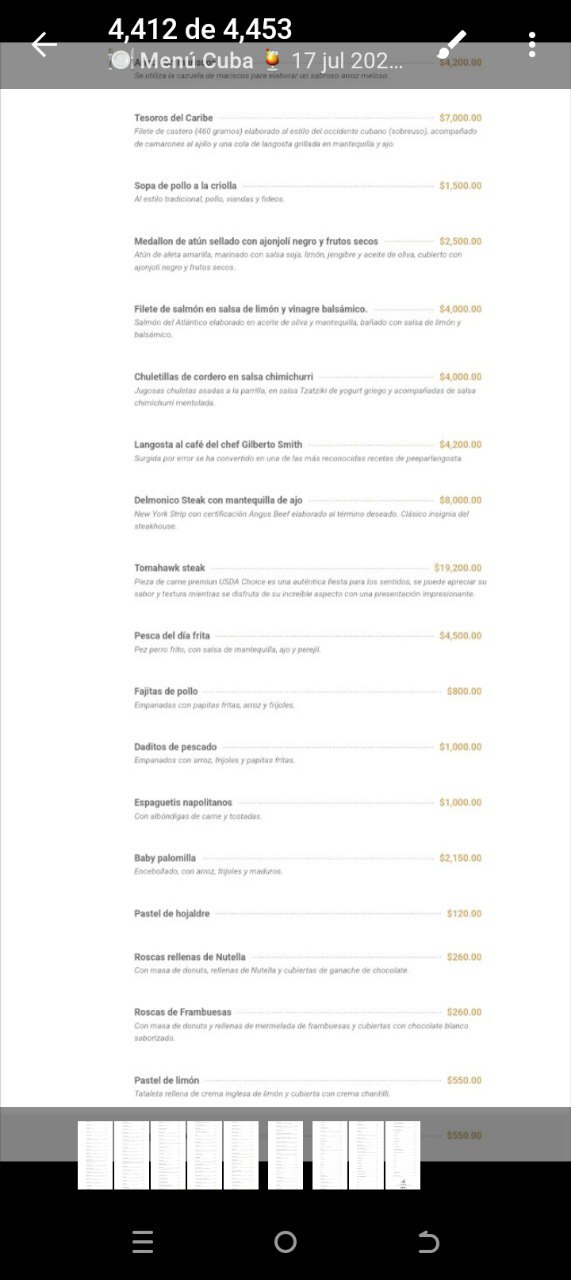 4,412 de 4,453
Menú Cuba 🍹 17 jul 202...
$4,200.00
Se utiliza la cazuela de mariscos para elaborar un sabroso arroz meloso.
Tesoros del Caribe $7,000.00
Filete de castero (460 gramos) elaborado al estilo del occidente cubano (sobreuso), acompañado
de camarones al ajillo y una cola de langosta grillada en mantequilla y ajo.
Sopa de pollo a la criolla $1,500.00
Al estilo tradicional, pollo, viandas y fideos.
Medallon de atún sellado con ajonjolí negro y frutos secos $2,500.00
Atún de aleta amarilla, marinado con salsa soja, limón, jengibre y aceite de oliva, cubierto con
ajonjolí negro y frutos secos.
Filete de salmón en salsa de limón y vinagre balsámico. $4,000.00
Salmón del Atlántico elaborado en aceite de oliva y mantequilla, bañado con salsa de limón y
balsámico.
Chuletillas de cordero en salsa chimichurri $4,000.00
Jugosas chuletas asadas a la parrilla, en salsa Tzatziki de yogurt griego y acompañadas de salsa
chimichurri mentolada.
Langosta al café del chef Gilberto Smith $4,200.00
Surgida por error se ha convertido en una de las más reconocidas recetas de peeparlangosta.
Delmonico Steak con mantequilla de ajo $8,000.00
New York Strip con certificación Angus Beef elaborado al término deseado. Clásico insignia del
steakhouse.
Tomahawk steak $19,200.00
Pieza de carne premiun USDA Choice es una auténtica fiesta para los sentidos, se puede apreciar su
sabor y textura mientras se disfruta de su increíble aspecto con una presentación impresionante.
Pesca del día frita $4,500.00
Pez perro frito, con salsa de mantequilla, ajo y perejil.
Fajitas de pollo $800.00
Empanadas con papitas fritas, arroz y frijoles.
Daditos de pescado $1,000.00
Empanados con arroz, frijoles y papitas fritas.
Espaguetis napolitanos $1,000.00
Con albóndigas de carne y tostadas.
Baby palomilla $2,150.00
Encebollado, con arroz, frijoles y maduros.
Pastel de hojaldre $120.00
Roscas rellenas de Nutella $260.00
Con masa de donuts, rellenas de Nutella y cubiertas de ganache de chocolate.
Roscas de Frambuesas $260.00
Con masa de donuts y rellenas de mermelada de frambuesas y cubiertas con chocolate blanco
saborizado.
Pastel de limón $550.00
Tataleta rellena de crema inglesa de limón y cubierta con crema chantilli.
$550.00